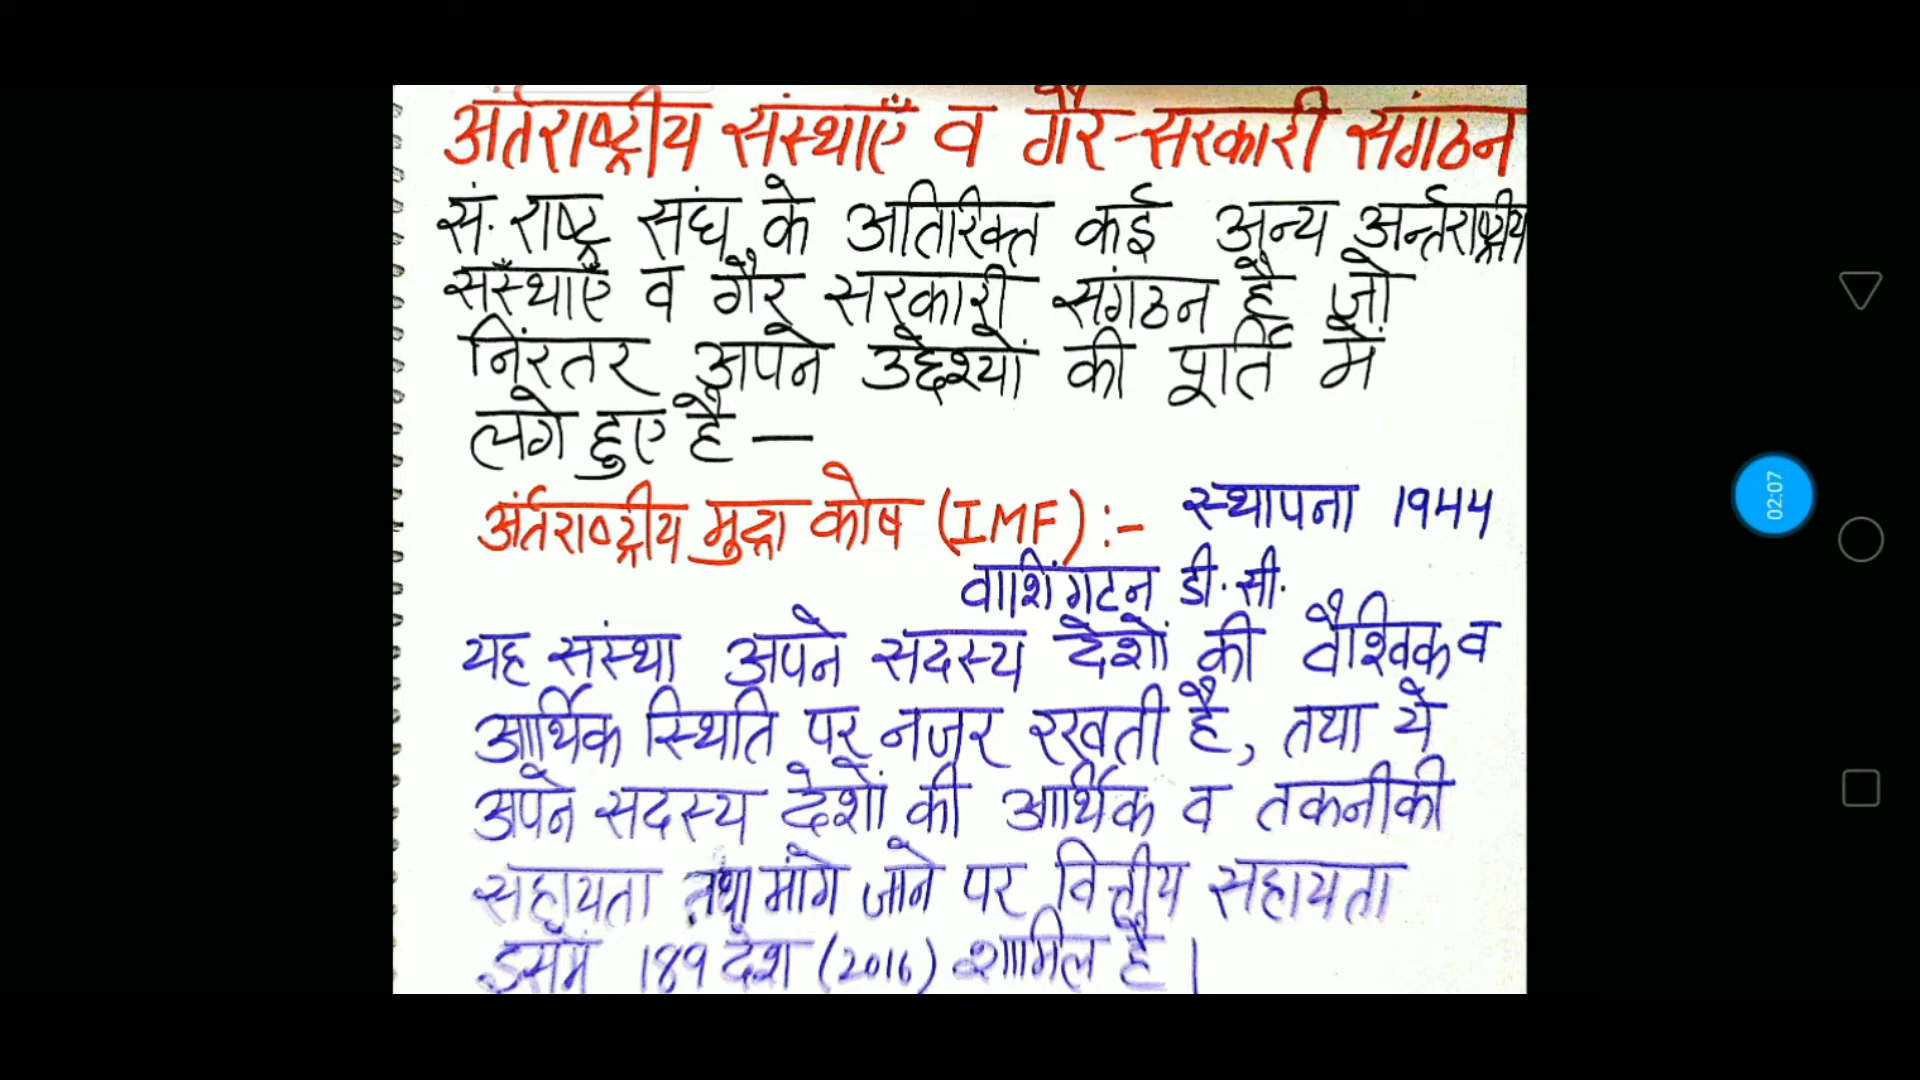 अंर्तराष्ट्रीय संस्थाएँ व गैर-सरकारी संगठन
सं. राष्ट्र संघ के अतिरिक्त कई अन्य अर्न्तराष्ट्रीय
संस्थाएँ व गैर सरकारी संगठन है जो
निंरतर अपने उद्देश्यों की पूर्ति में
लगे हुए है —
अंर्तराष्ट्रीय मुद्रा कोष (IMF) :- स्थापना 1944
वाशिंगटन डी. सी.
यह संस्था अपने सदस्य देशों की वैश्विक व
आर्थिक स्थिति पर नजर रखती है, तथा ये
अपने सदस्य देशों की आर्थिक व तकनीकी
सहायता तथा मांगे जाने पर वित्तीय सहायता
इसमें 189 देश (2016) शामिल है।
02:07